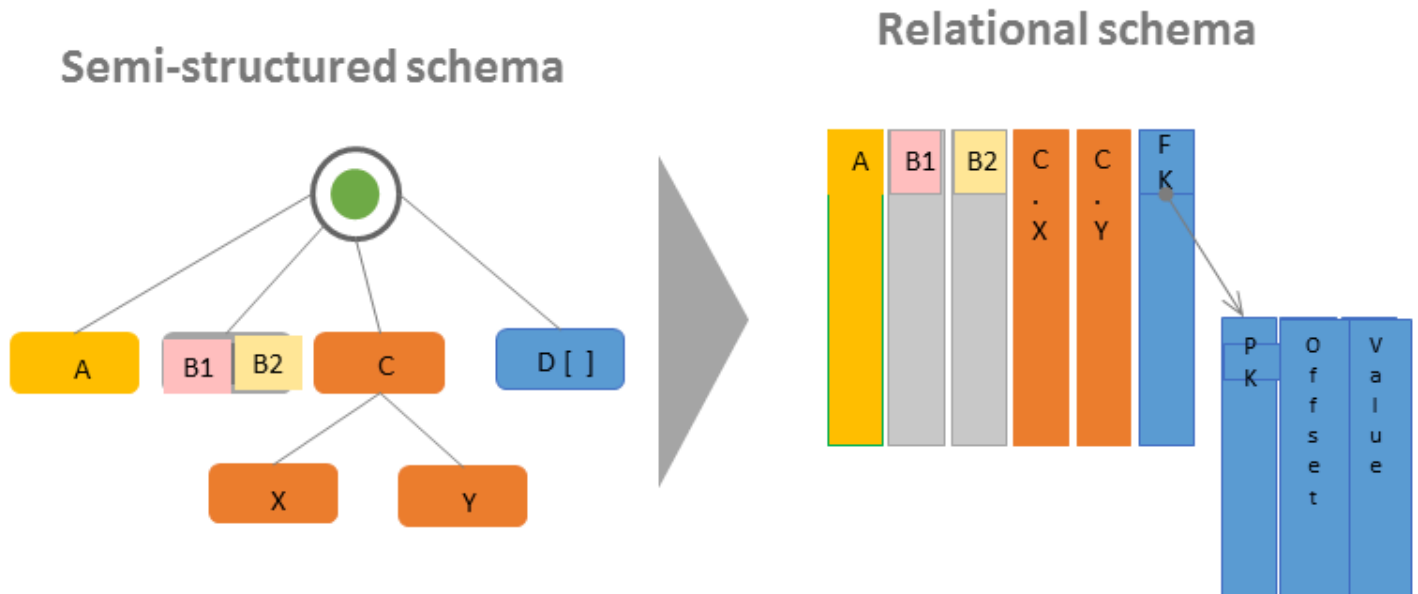 Semi-structured schema
Relational schema
A
B1
B2
C
D [ ]
X
Y
A
B1
B2
C
.
X
C
.
Y
F
K
P
K
O
f
f
s
e
t
V
a
l
u
e